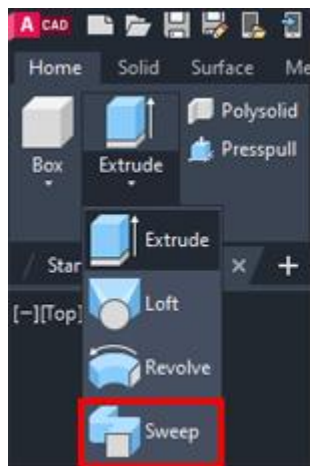 A CAD
Home Solid Surface Me
Box Extrude Polysolid
Presspull
Star × +
[−][Top]
Extrude
Loft
Revolve
Sweep